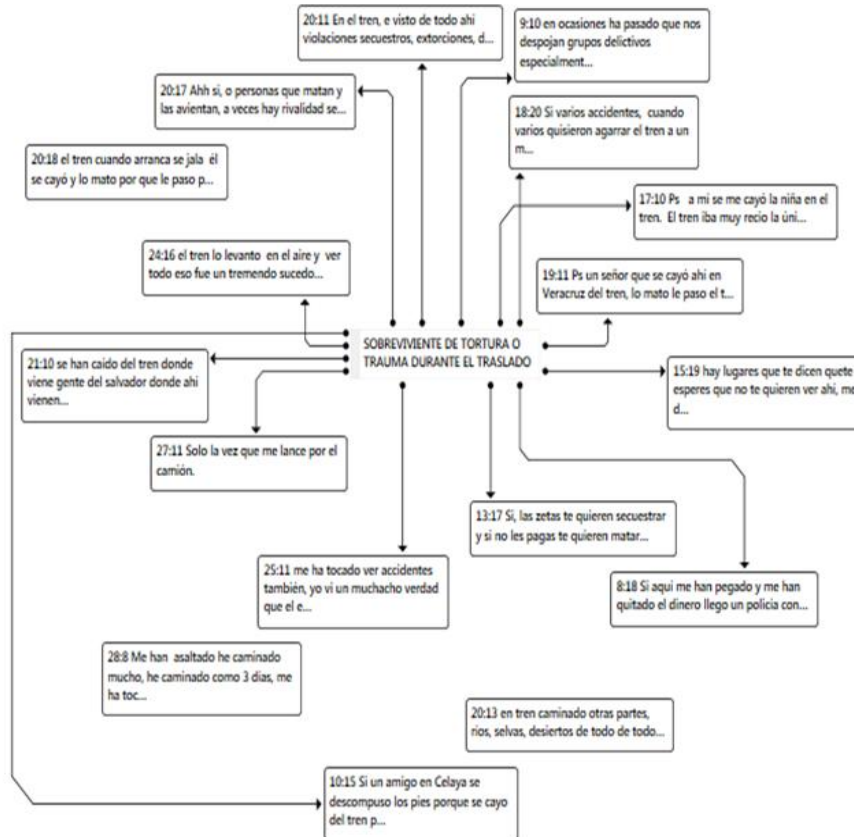 20:11 En el tren, e visto de todo ahi
violaciones secuestros, extorciones, d...
9:10 en ocasiones ha pasado que nos
despojan grupos delictivos
especialment...
20:17 Ahh si, o personas que matan y
las avientan, a veces hay rivalidad se...
18:20 Si varios accidentes, cuando
varios quisieron agarrar el tren a un
m...
20:18 el tren cuando arranca se jala él
se cayó y lo mato por que le paso p...
17:10 Ps a mi se me cayó la niña en el
tren. El tren iba muy recio la úni...
24:16 el tren lo levanto en el aire y ver
todo eso fue un tremendo sucedo...
19:11 Ps un señor que se cayó ahi en
Veracruz del tren, lo mato le paso el t...
SOBREVIVIENTE DE TORTURA O
TRAUMA DURANTE EL TRASLADO
21:10 se han caido del tren donde
viene gente del salvador donde ahi
vienen...
15:19 hay lugares que te dicen quete
esperes que no te quieren ver ahi, me
d...
27:11 Solo la vez que me lance por el
camión.
13:17 Si, las zetas te quieren secuestrar
y si no les pagas te quieren matar...
25:11 me ha tocado ver accidentes
también, yo vi un muchacho verdad
que el e...
8:18 Si aqui me han pegado y me han
quitado el dinero llego un policia con...
28:8 Me han asaltado he caminado
mucho, he caminado como 3 dias, me
ha toc...
20:13 en tren caminado otras partes,
rios, selvas, desiertos de todo de todo...
10:15 Si un amigo en Celaya se
descompuso los pies porque se cayo
del tren p...